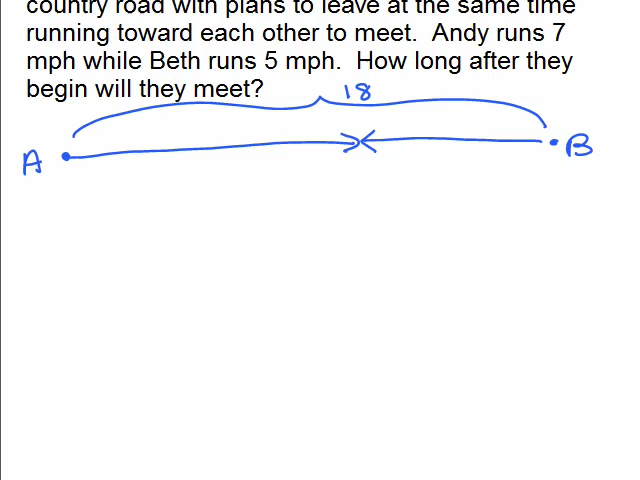 country road with plans to leave at the same time
running toward each other to meet.  Andy runs 7
mph while Beth runs 5 mph.  How long after they
begin will they meet?
18
A B